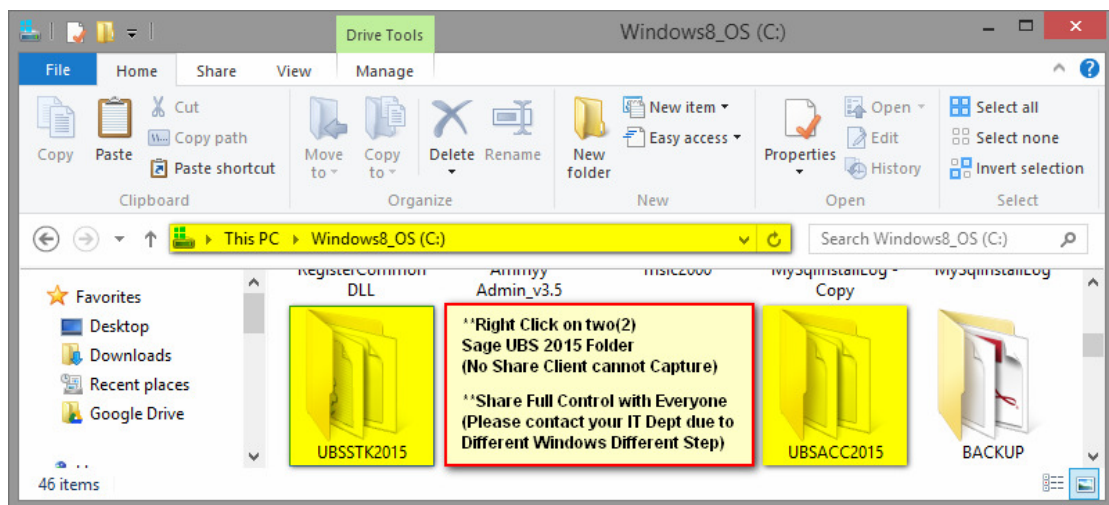 Drive Tools
Windows8_OS (C:)
File Home Share View Manage
Copy
Paste
Cut
Copy path
Paste shortcut
Clipboard
Move to
Copy to
Delete
Rename
Organize
New folder
New item
Easy access
New
Properties
Open
Edit
History
Open
Select all
Select none
Invert selection
Select
This PC Windows8_OS (C:)
Search Windows8_OS (C:)
Favorites
Desktop
Downloads
Recent places
Google Drive
RegisterCommon
DLL
Ammyy
Admin_v3.5
MySqlInstallLog -
Copy
MySqlInstallLog
UBSSTK2015
**Right Click on two(2)
Sage UBS 2015 Folder
(No Share Client cannot Capture)
**Share Full Control with Everyone
(Please contact your IT Dept due to
Different Windows Different Step)
UBSACC2015
BACKUP
46 items